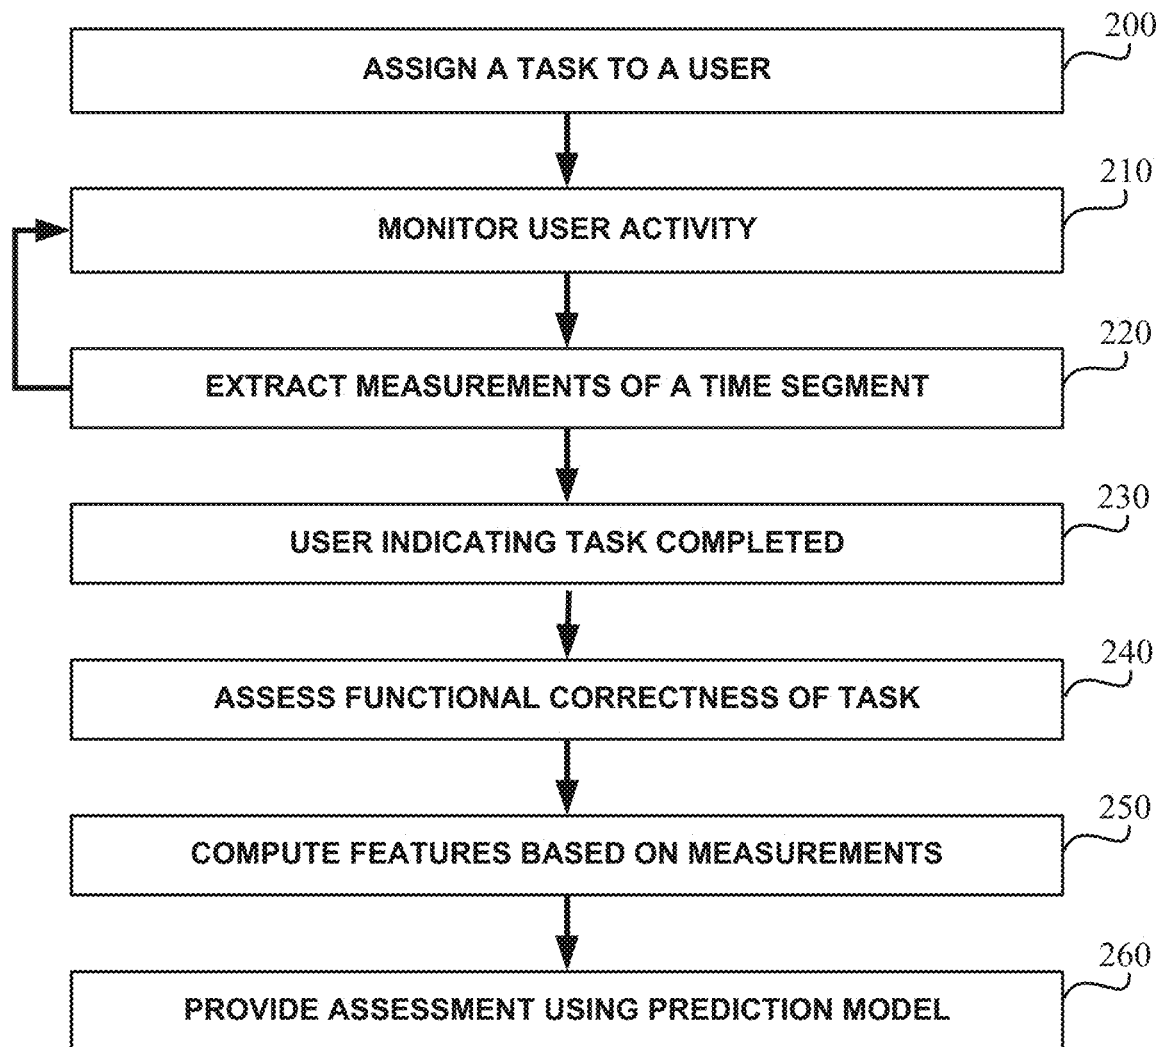 200
ASSIGN A TASK TO A USER
210
MONITOR USER ACTIVITY
220
EXTRACT MEASUREMENTS OF A TIME SEGMENT
230
USER INDICATING TASK COMPLETED
240
ASSESS FUNCTIONAL CORRECTNESS OF TASK
250
COMPUTE FEATURES BASED ON MEASUREMENTS
260
PROVIDE ASSESSMENT USING PREDICTION MODEL